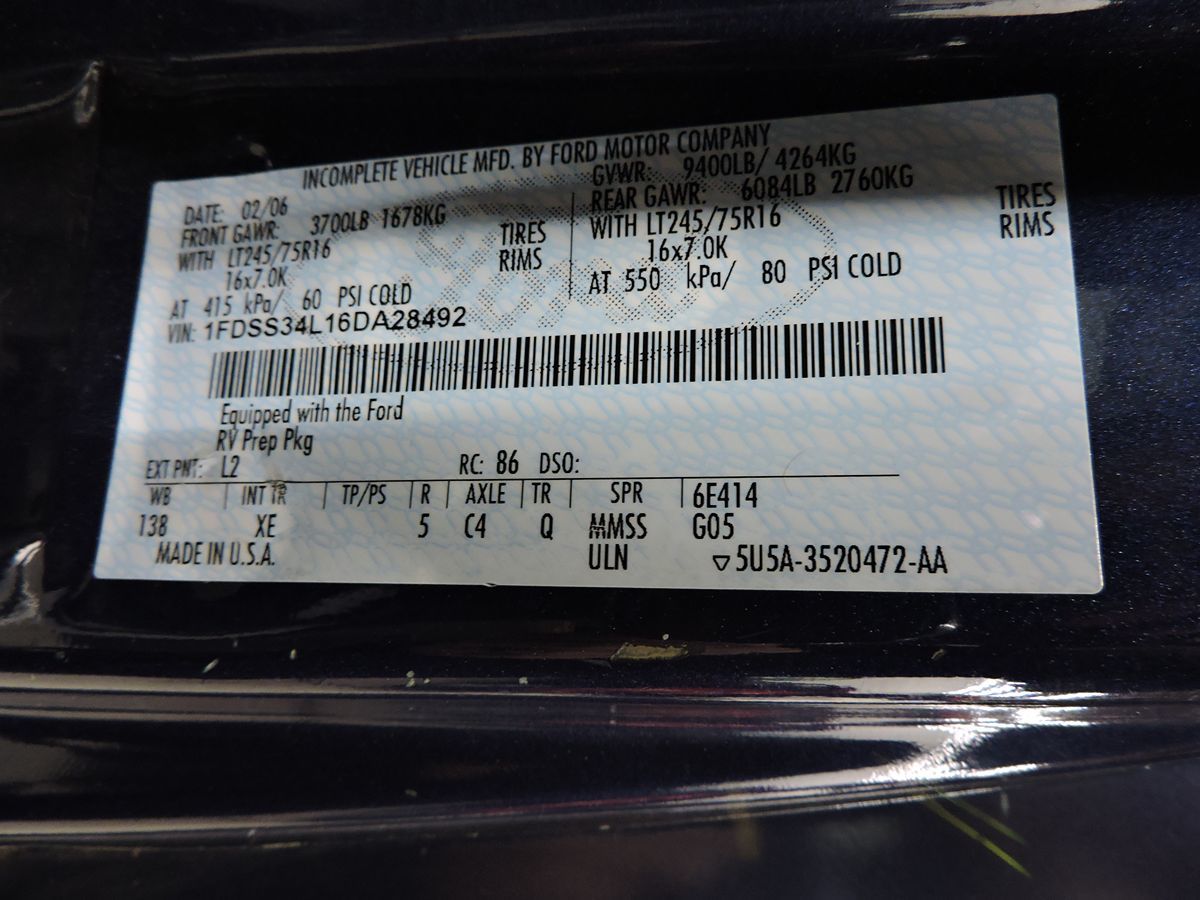 INCOMPLETE VEHICLE MFD. BY FORD MOTOR COMPANY
DATE: 02/06 GVWR: 9400LB/ 4264KG
FRONT GAWR: 3700LB 1678KG REAR GAWR: 6084LB 2760KG
WITH LT245/75R16 TIRES WITH LT245/75R16 TIRES
16x7.0K RIMS 16x7.0K RIMS
AT 415 kPa/ 60 PSI COLD AT 550 kPa/ 80 PSI COLD
VIN: 1FDSS34L16DA28492
Equipped with the Ford
RV Prep Pkg
EXT PNT: L2 RC: 86 DSO:
WB INT TR TP/PS R AXLE TR SPR 6E414
138 XE 5 C4 Q MMSS G05
MADE IN U.S.A. ULN ▽5U5A-3520472-AA